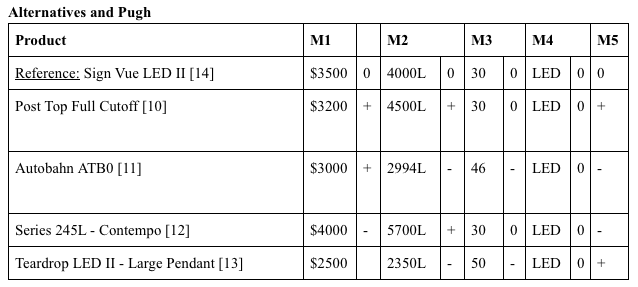 Alternatives and Pugh
Product M1 M2 M3 M4 M5
Reference: Sign Vue LED II [14] $3500 0 4000L 0 30 0 LED 0 0
Post Top Full Cutoff [10] $3200 + 4500L + 30 0 LED 0 +
Autobahn ATB0 [11] $3000 + 2994L - 46 - LED 0 -
Series 245L - Contempo [12] $4000 - 5700L + 30 0 LED 0 -
Teardrop LED II - Large Pendant [13] $2500 2350L - 50 - LED 0 +